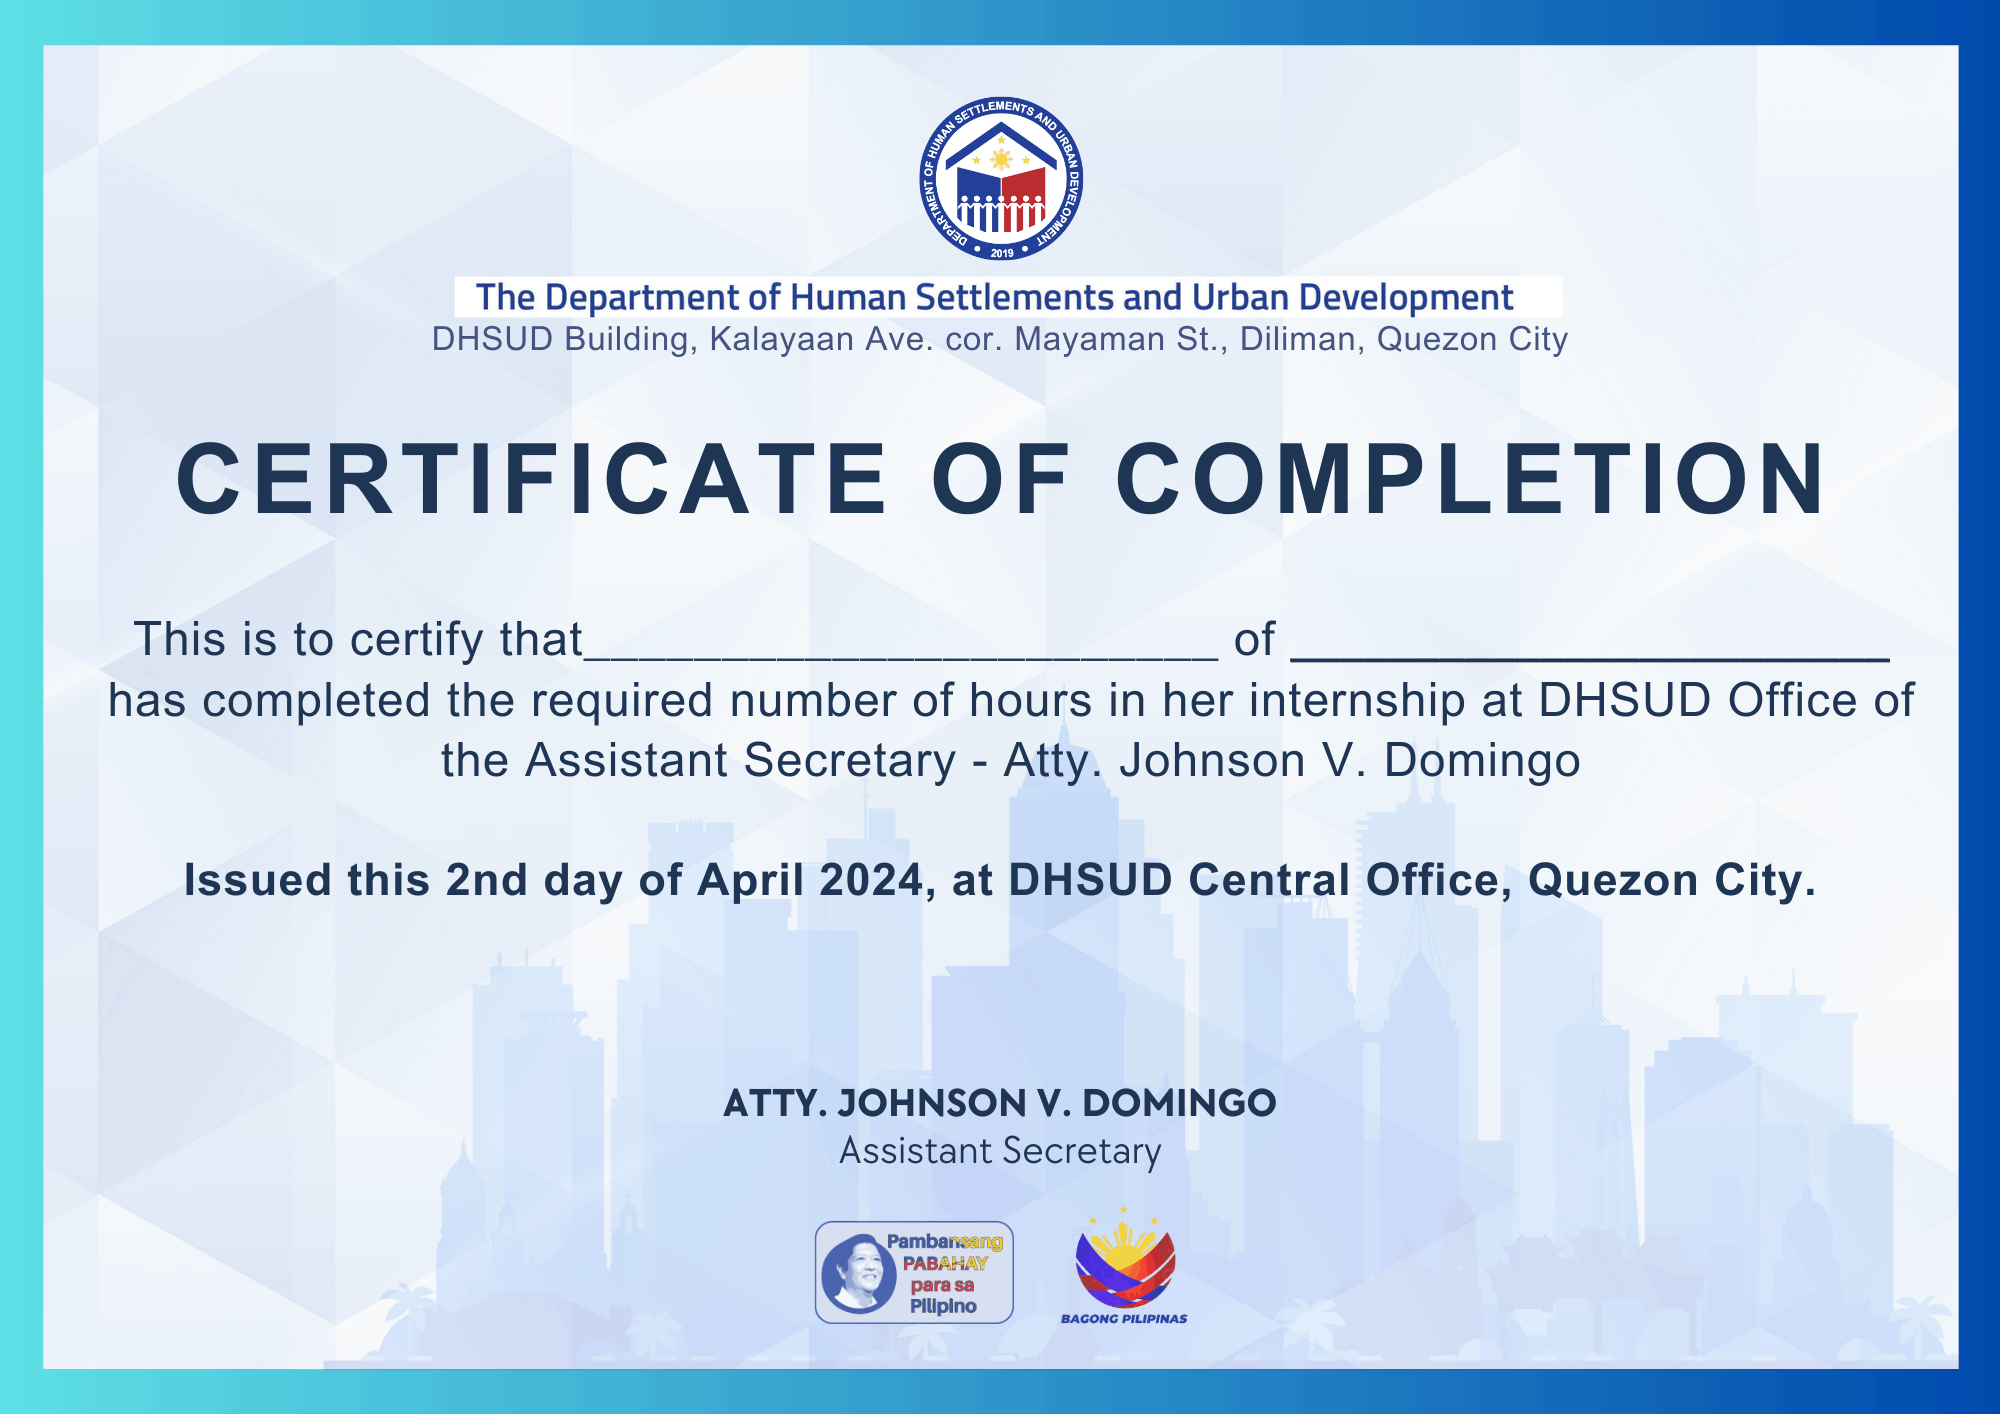 DEPARTMENT OF HUMAN SETTLEMENTS AND URBAN DEVELOPMENT
2019
The Department of Human Settlements and Urban Development
DHSUD Building, Kalayaan Ave. cor. Mayaman St., Diliman, Quezon City
CERTIFICATE OF COMPLETION
This is to certify that_______________________ of _______________________
has completed the required number of hours in her internship at DHSUD Office of
the Assistant Secretary - Atty. Johnson V. Domingo
Issued this 2nd day of April 2024, at DHSUD Central Office, Quezon City.
ATTY. JOHNSON V. DOMINGO
Assistant Secretary
Pambansang
PABAHAY
para sa
Pilipino
BAGONG PILIPINAS